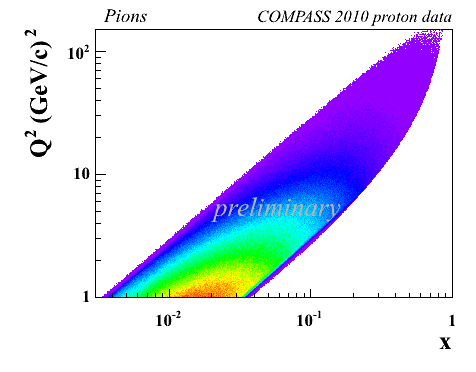 Pions COMPASS 2010 proton data
Q² (GeV/c)²
10²
10
1
preliminary
10⁻² 10⁻¹ 1
x